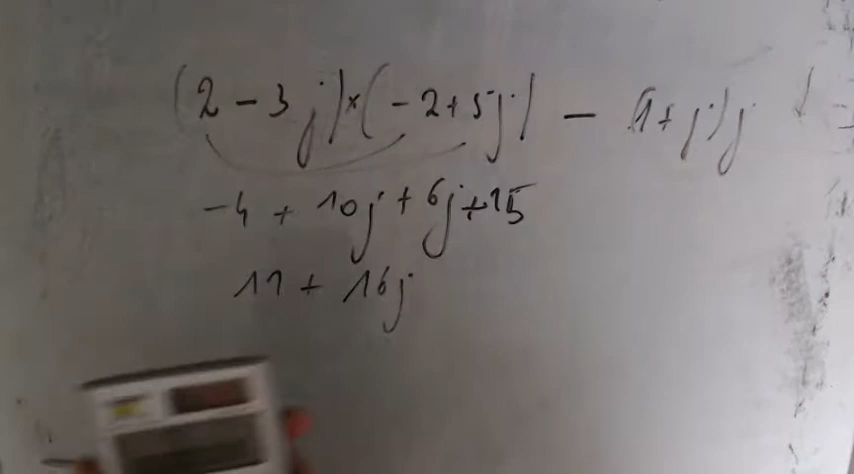 (2 - 3j)×(-2+5j) - (1+j)j
-4 + 10j + 6j + 15
11 + 16j